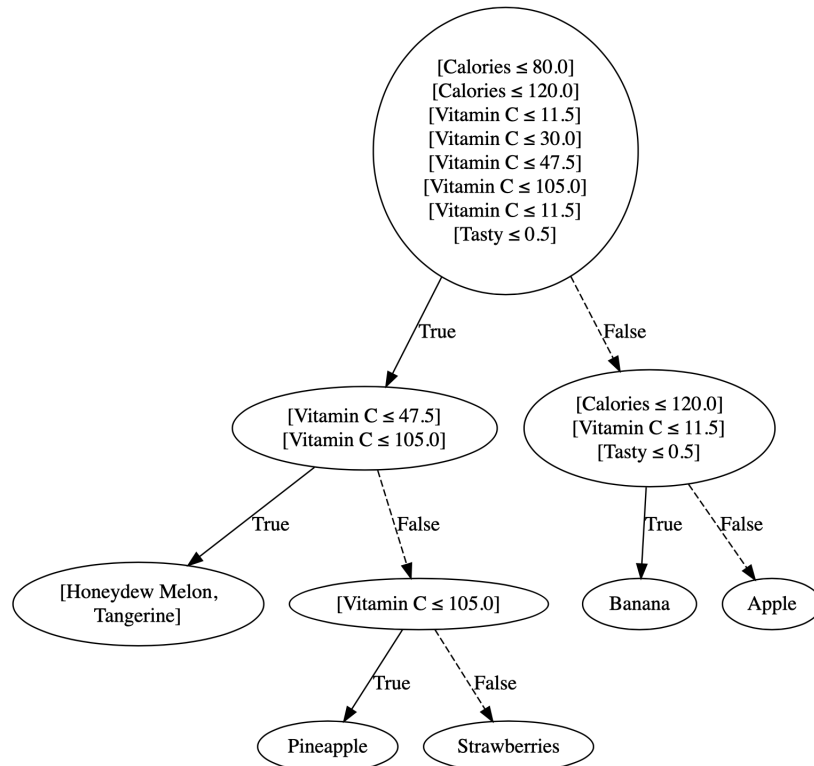 [Calories ≤ 80.0]
[Calories ≤ 120.0]
[Vitamin C ≤ 11.5]
[Vitamin C ≤ 30.0]
[Vitamin C ≤ 47.5]
[Vitamin C ≤ 105.0]
[Vitamin C ≤ 11.5]
[Tasty ≤ 0.5]
True
False
[Vitamin C ≤ 47.5]
[Vitamin C ≤ 105.0]
[Calories ≤ 120.0]
[Vitamin C ≤ 11.5]
[Tasty ≤ 0.5]
True
False
True
False
[Honeydew Melon,
Tangerine]
[Vitamin C ≤ 105.0]
Banana
Apple
True
False
Pineapple
Strawberries